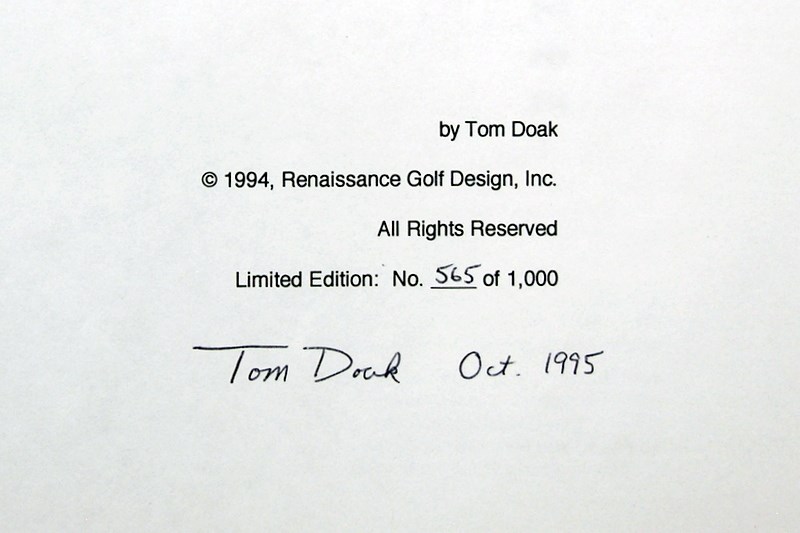 by Tom Doak
© 1994, Renaissance Golf Design, Inc.
All Rights Reserved
Limited Edition: No. 565 of 1,000
Tom Doak Oct. 1995